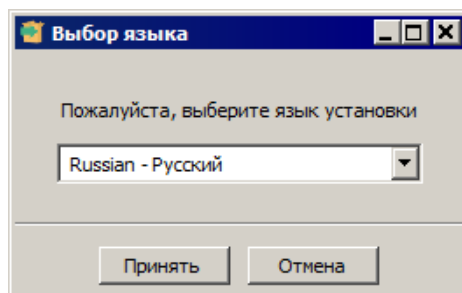 Выбор языка
Пожалуйста, выберите язык установки
Russian - Русский
Принять Отмена